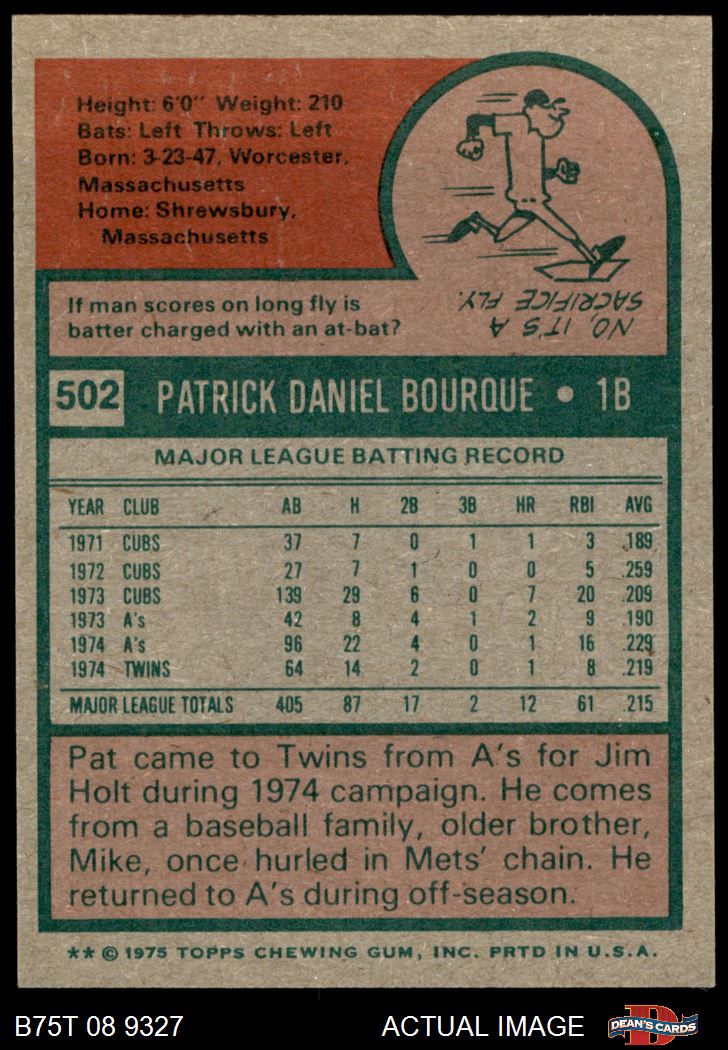 Height: 6'0" Weight: 210
Bats: Left Throws: Left
Born: 3-23-47, Worcester,
Massachusetts
Home: Shrewsbury,
Massachusetts
If man scores on long fly is
batter charged with an at-bat?
NO, IT'S A
SACRIFICE FLY.
502 PATRICK DANIEL BOURQUE • 1B
MAJOR LEAGUE BATTING RECORD
YEAR CLUB AB H 2B 3B HR RBI AVG
1971 CUBS 37 7 0 1 1 3 .189
1972 CUBS 27 7 1 0 0 5 .259
1973 CUBS 139 29 6 0 7 20 .209
1973 A's 42 8 4 1 2 9 .190
1974 A's 96 22 4 0 1 16 .229
1974 TWINS 64 14 2 0 1 8 .219
MAJOR LEAGUE TOTALS 405 87 17 2 12 61 .215
Pat came to Twins from A's for Jim
Holt during 1974 campaign. He comes
from a baseball family, older brother,
Mike, once hurled in Mets' chain. He
returned to A's during off-season.
** © 1975 TOPPS CHEWING GUM, INC. PRTD IN U.S.A.
B75T 08 9327 ACTUAL IMAGE D DEAN'S CARDS